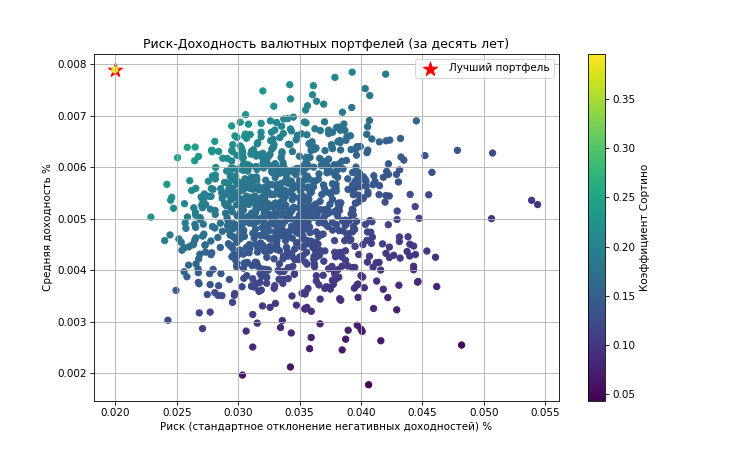 Риск-Доходность валютных портфелей (за десять лет)
Лучший портфель
Средняя доходность %
0.008
0.007
0.006
0.005
0.004
0.003
0.002
0.020 0.025 0.030 0.035 0.040 0.045 0.050 0.055
Риск (стандартное отклонение негативных доходностей) %
0.35
0.30
0.25
0.20
0.15
0.10
0.05
Коэффициент Сортино